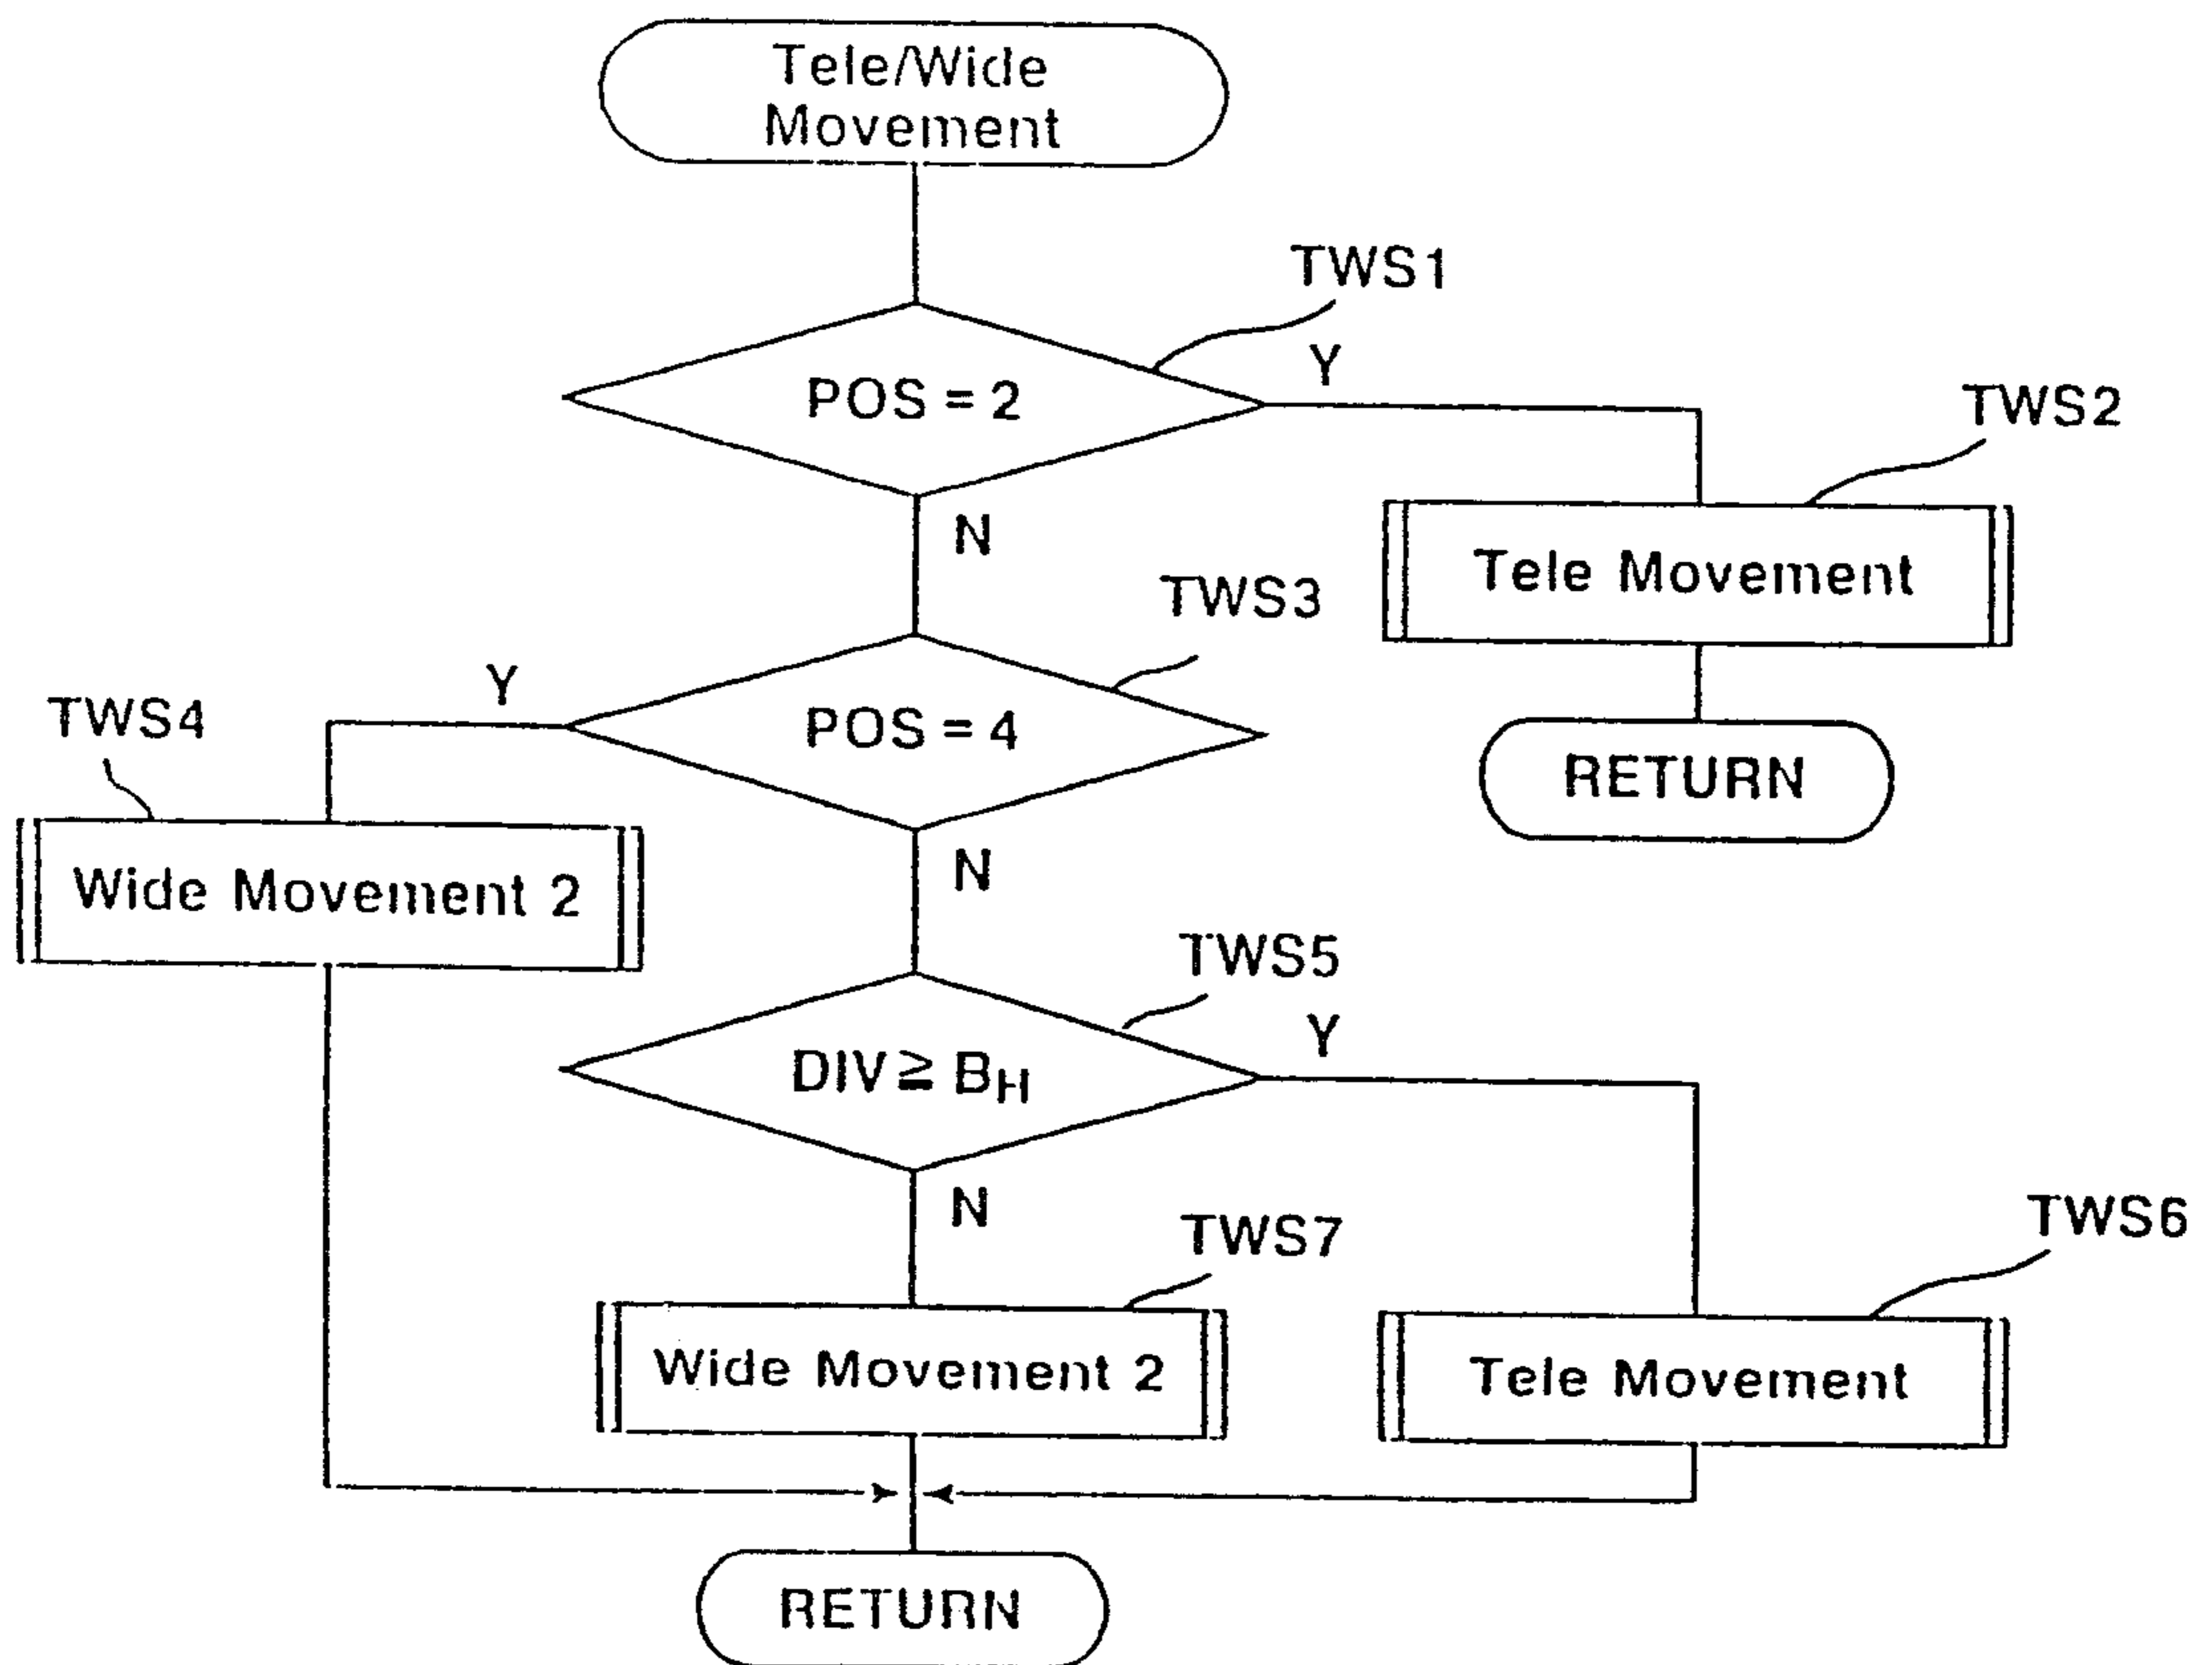 Tele/Wide
Movement
TWS1
POS = 2
Y
TWS2
N
Tele Movement
TWS3
RETURN
Y
TWS4
POS = 4
Wide Movement 2
N
TWS5
Y
DIV ≧ BH
N
TWS7
TWS6
Wide Movement 2
Tele Movement
RETURN